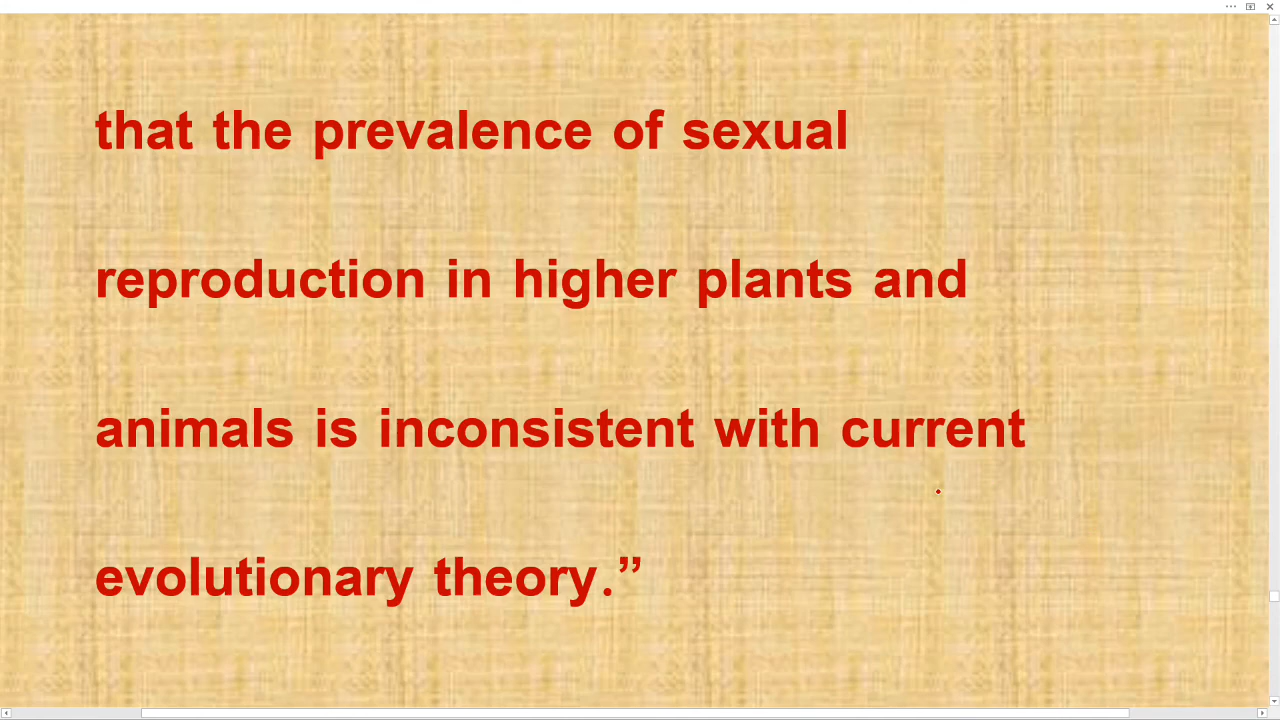 that the prevalence of sexual
reproduction in higher plants and
animals is inconsistent with current
evolutionary theory.”